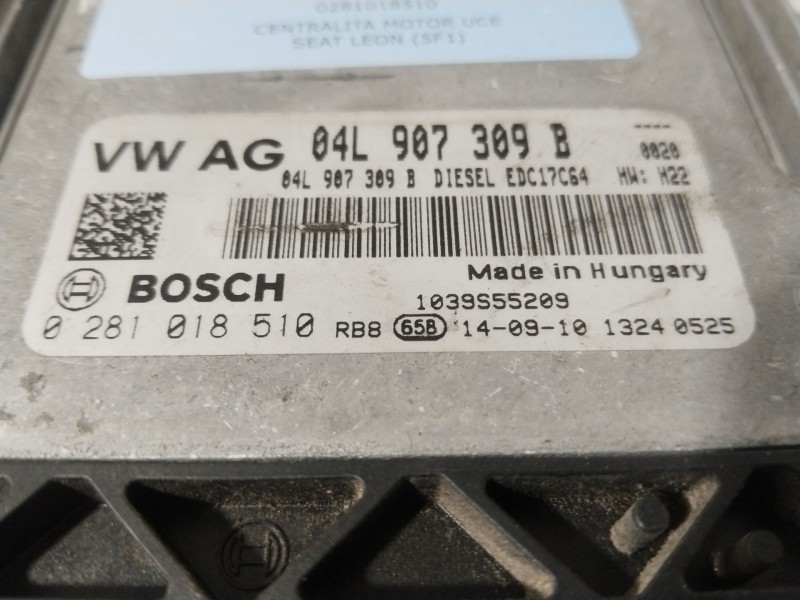 0281018510
CENTRALITA MOTOR UCE
SEAT LEON (5F1)
VW AG 04L 907 309 B ----
0020
04L 907 309 B DIESEL EDC17C64 HW: H22
Made in Hungary
BOSCH 1039S55209
0 281 018 510 RB8 65B 14-09-10 1324 0525